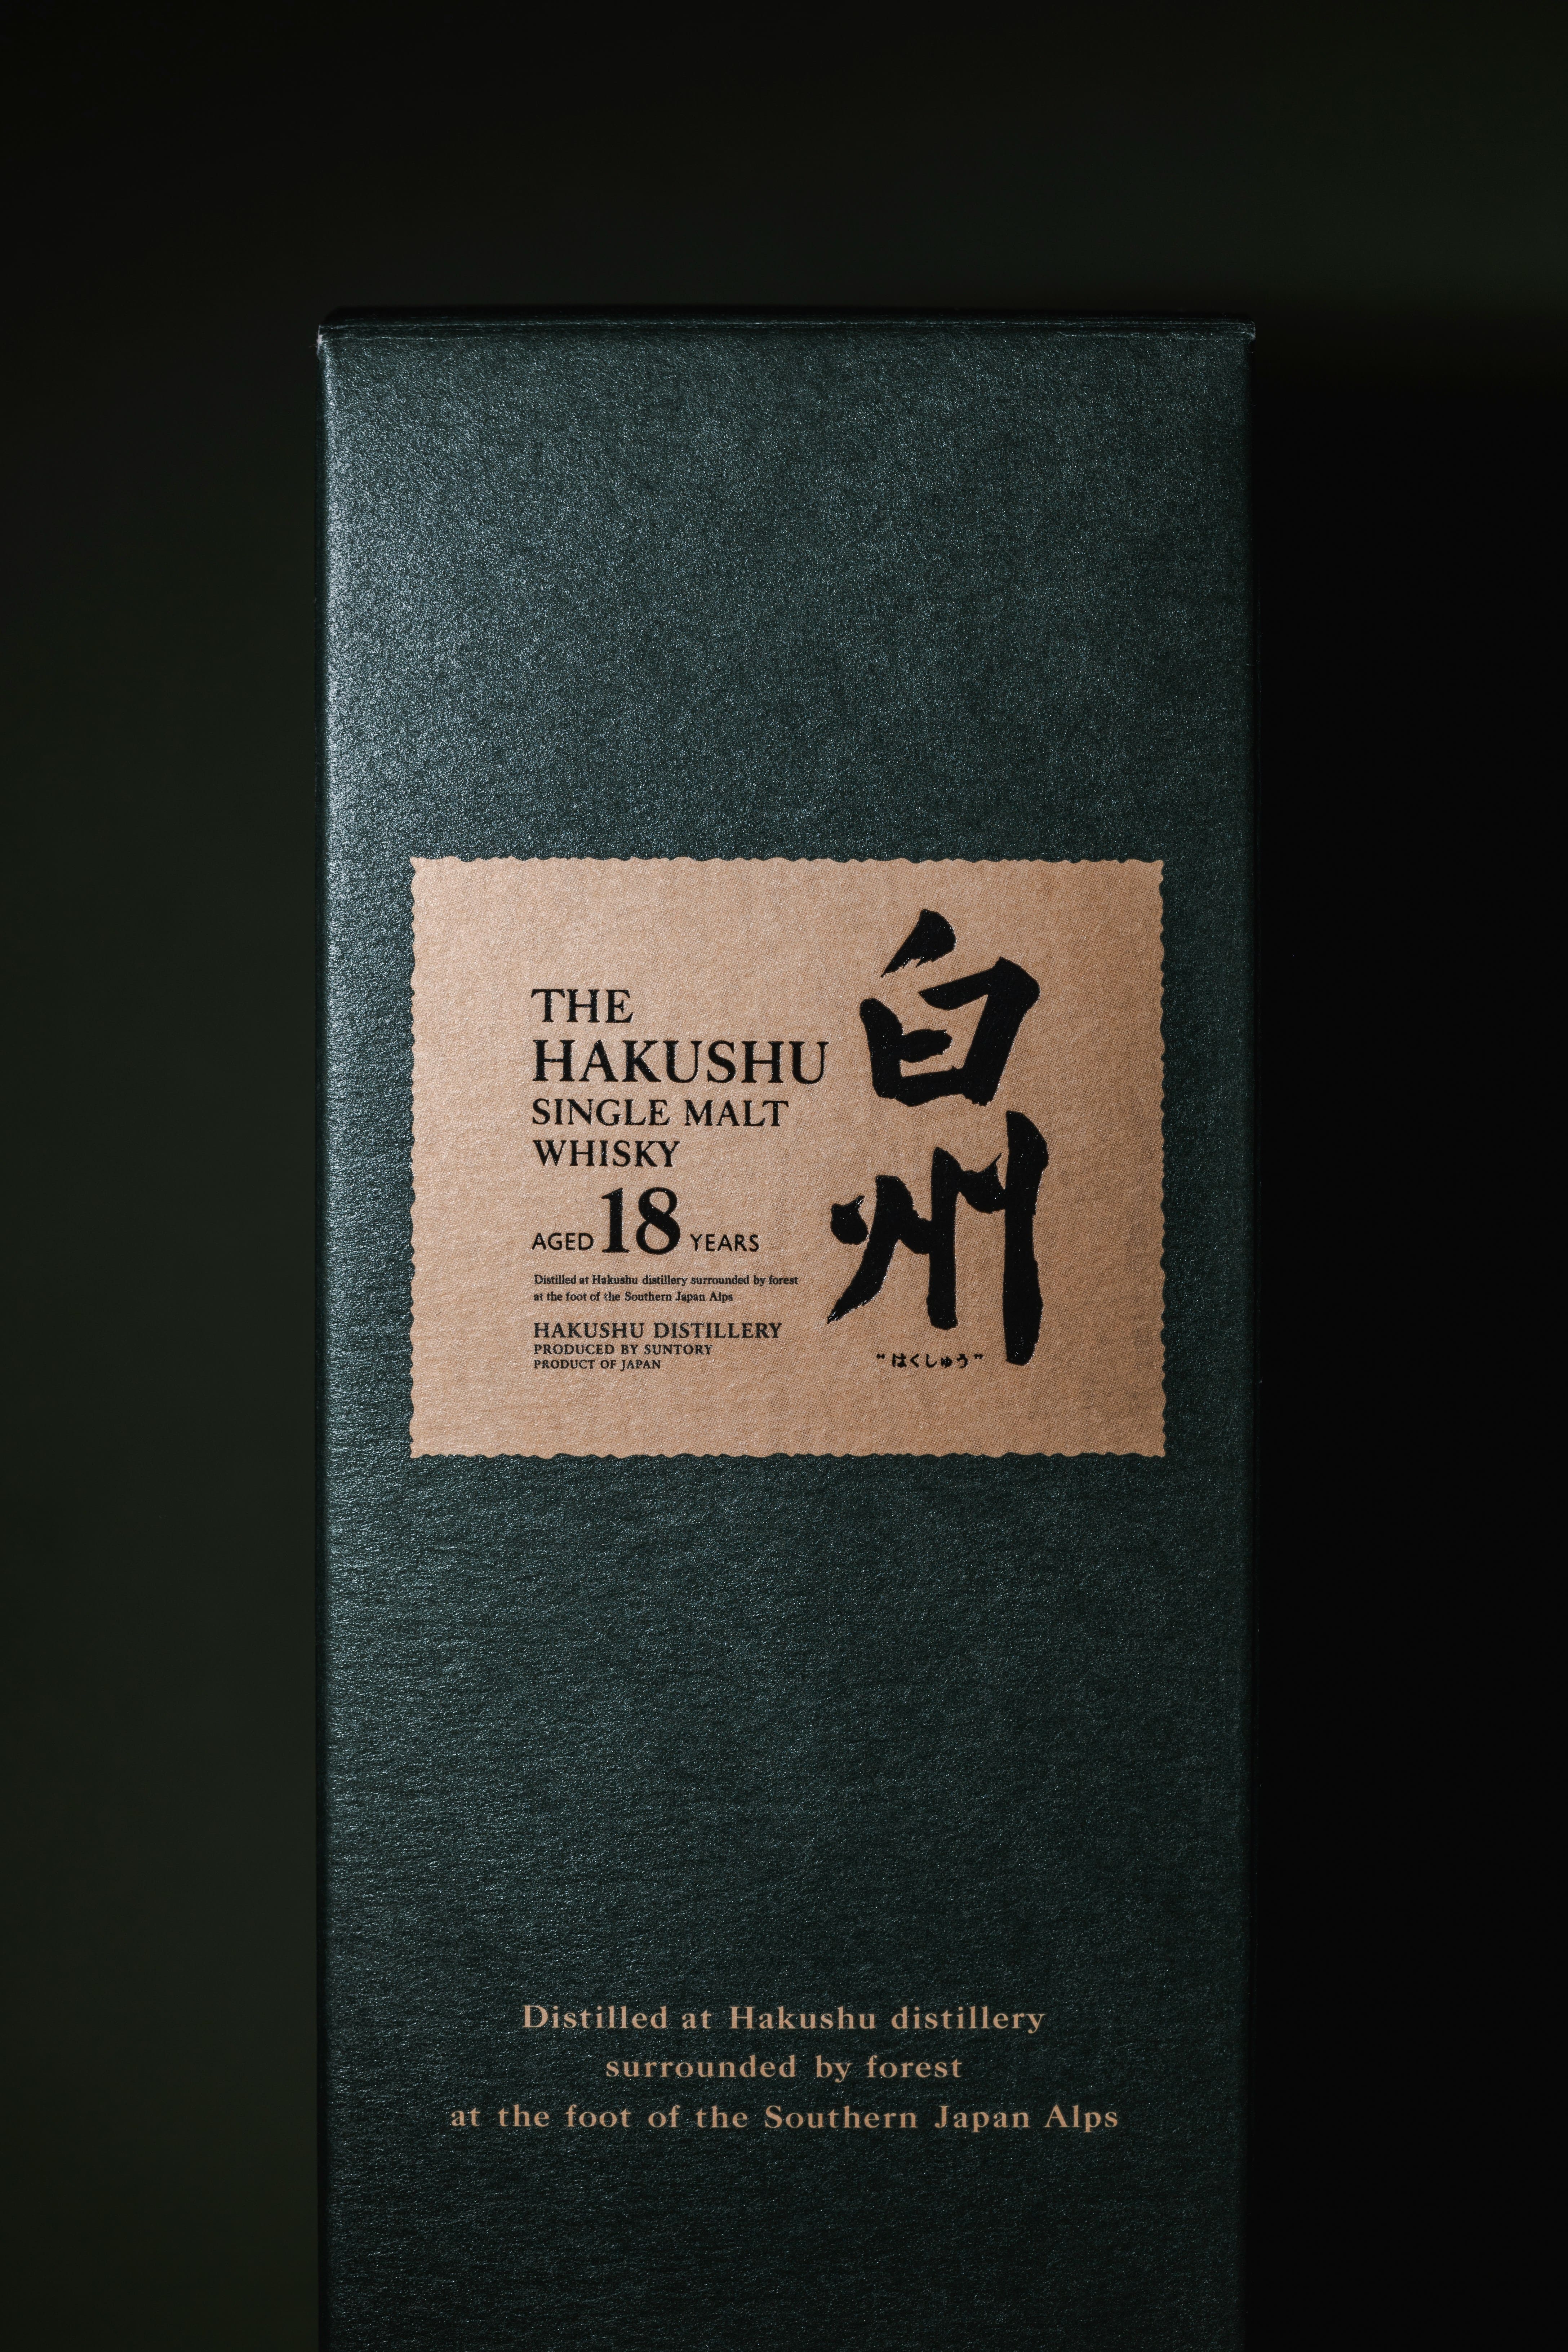 THE
HAKUSHU
SINGLE MALT
WHISKY
AGED 18 YEARS
Distilled at Hakushu distillery surrounded by forest
at the foot of the Southern Japan Alps
HAKUSHU DISTILLERY
PRODUCED BY SUNTORY
PRODUCT OF JAPAN
白州
“はくしゅう”
Distilled at Hakushu distillery
surrounded by forest
at the foot of the Southern Japan Alps